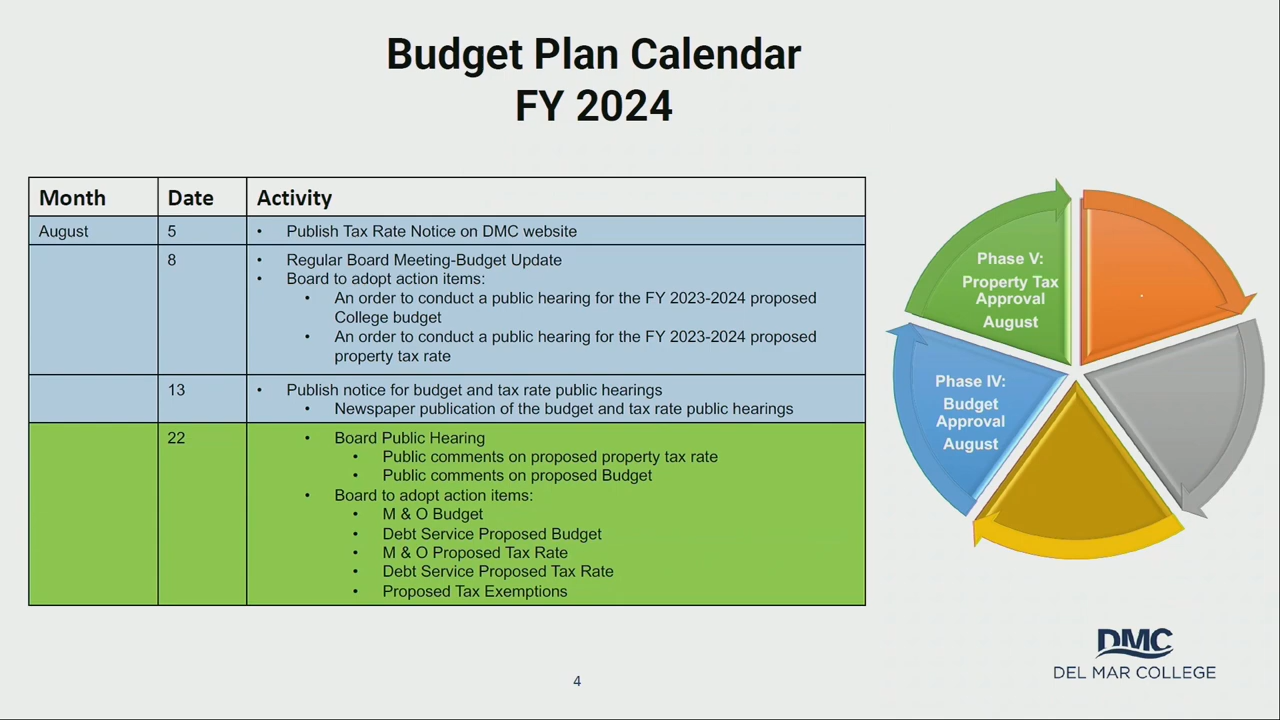 Budget Plan Calendar
FY 2024
Month Date Activity
August 5 • Publish Tax Rate Notice on DMC website
8 • Regular Board Meeting-Budget Update
• Board to adopt action items:
• An order to conduct a public hearing for the FY 2023-2024 proposed
College budget
• An order to conduct a public hearing for the FY 2023-2024 proposed
property tax rate
13 • Publish notice for budget and tax rate public hearings
• Newspaper publication of the budget and tax rate public hearings
22 • Board Public Hearing
• Public comments on proposed property tax rate
• Public comments on proposed Budget
• Board to adopt action items:
• M & O Budget
• Debt Service Proposed Budget
• M & O Proposed Tax Rate
• Debt Service Proposed Tax Rate
• Proposed Tax Exemptions
Phase V:
Property Tax
Approval
August
Phase IV:
Budget
Approval
August
DMC
DEL MAR COLLEGE
4